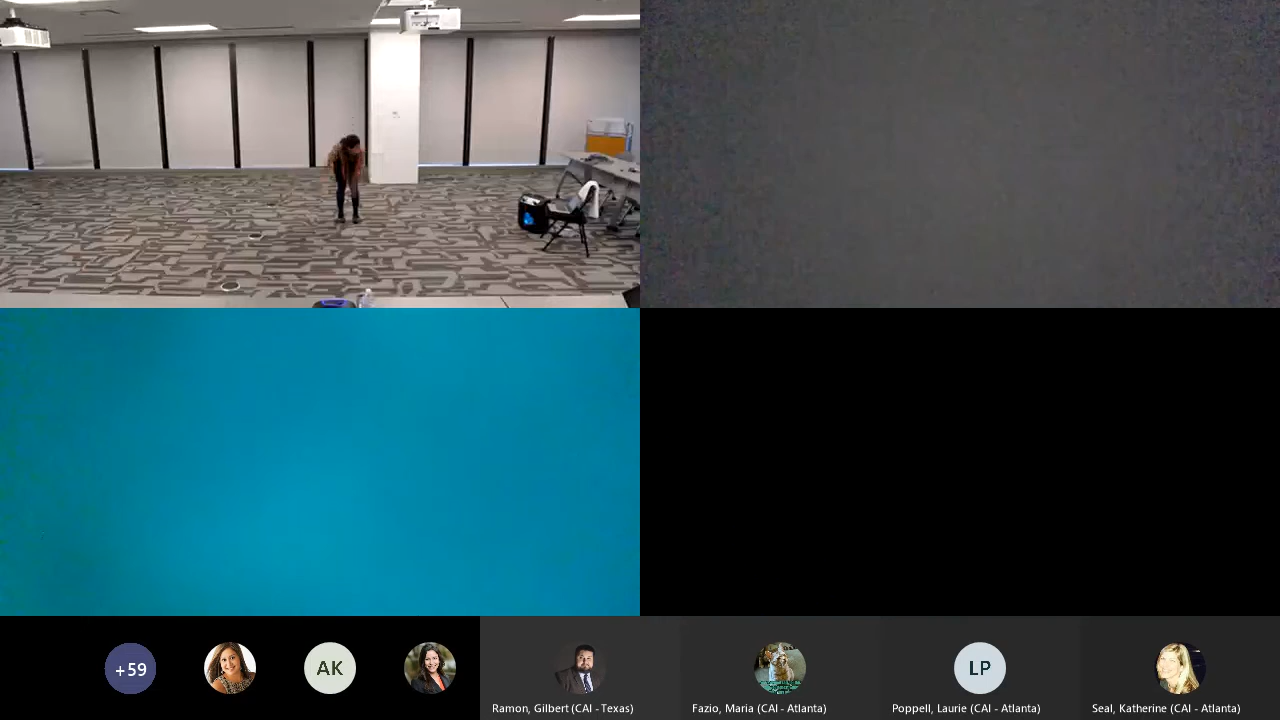 +59
AK
LP
Ramon, Gilbert (CAI - Texas)
Fazio, Maria (CAI - Atlanta)
Poppell, Laurie (CAI - Atlanta)
Seal, Katherine (CAI - Atlanta)